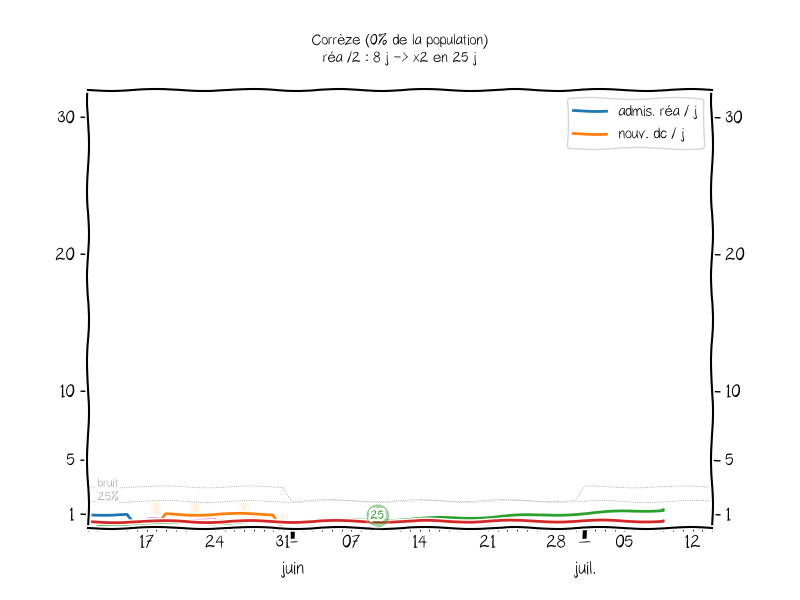 Corrèze (0% de la population)
réa /2 : 8 j -> x2 en 25 j
admis. réa / j
nouv. dc / j
30
20
10
5
1
30
20
10
5
1
bruit
25%
25
17 24 31 07 14 21 28 05 12
juin juil.